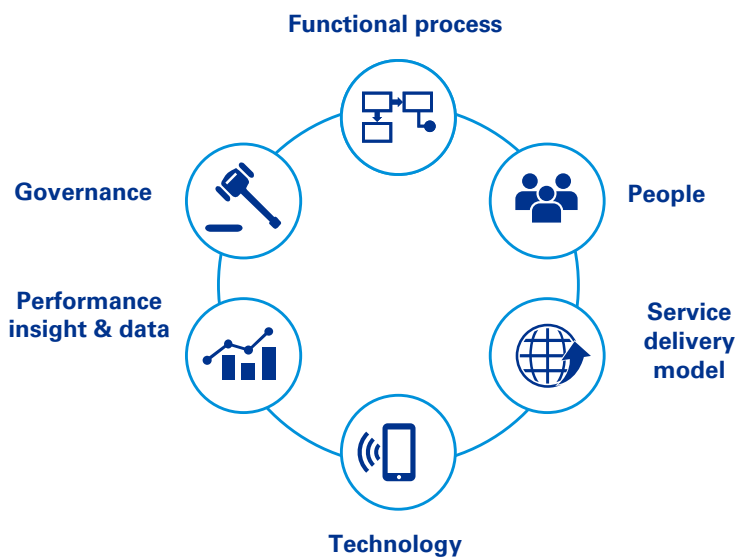 Functional process
Governance
People
Performance
insight & data
Service
delivery
model
Technology